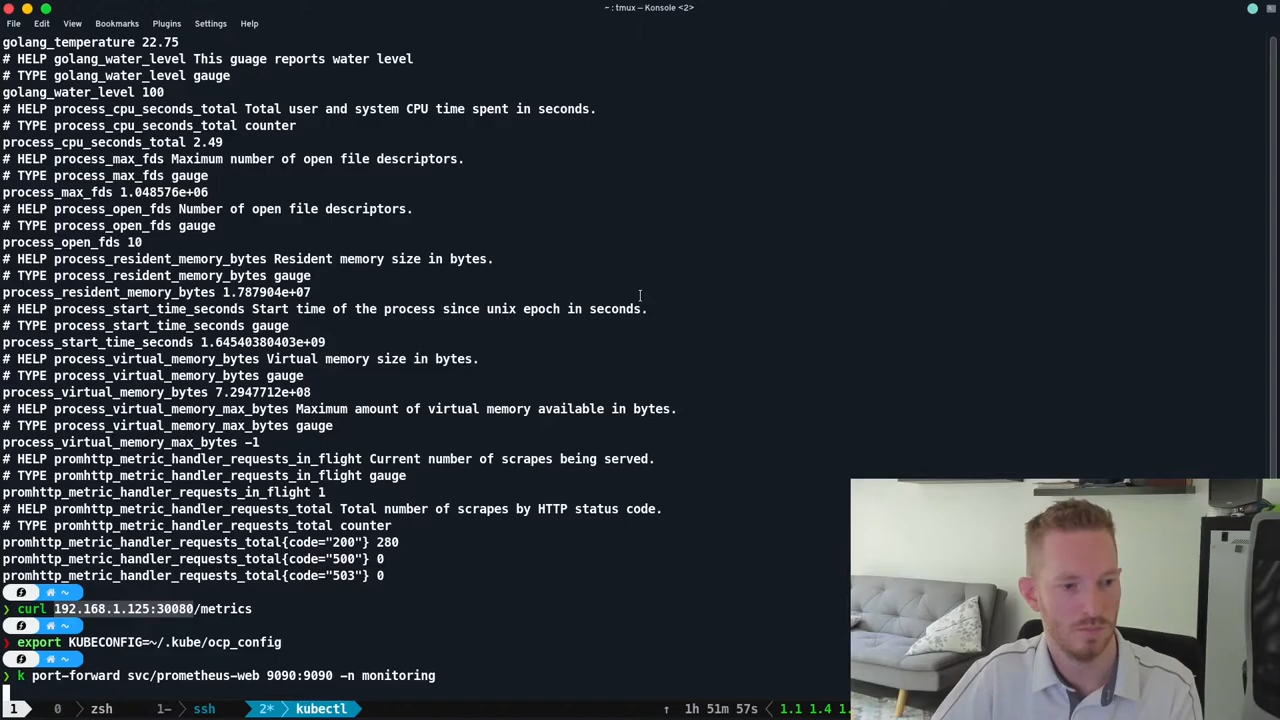 ~ : tmux — Konsole <2>
File Edit View Bookmarks Plugins Settings Help
golang_temperature 22.75
# HELP golang_water_level This guage reports water level
# TYPE golang_water_level gauge
golang_water_level 100
# HELP process_cpu_seconds_total Total user and system CPU time spent in seconds.
# TYPE process_cpu_seconds_total counter
process_cpu_seconds_total 2.49
# HELP process_max_fds Maximum number of open file descriptors.
# TYPE process_max_fds gauge
process_max_fds 1.048576e+06
# HELP process_open_fds Number of open file descriptors.
# TYPE process_open_fds gauge
process_open_fds 10
# HELP process_resident_memory_bytes Resident memory size in bytes.
# TYPE process_resident_memory_bytes gauge
process_resident_memory_bytes 1.787904e+07
# HELP process_start_time_seconds Start time of the process since unix epoch in seconds.
# TYPE process_start_time_seconds gauge
process_start_time_seconds 1.64540380403e+09
# HELP process_virtual_memory_bytes Virtual memory size in bytes.
# TYPE process_virtual_memory_bytes gauge
process_virtual_memory_bytes 7.2947712e+08
# HELP process_virtual_memory_max_bytes Maximum amount of virtual memory available in bytes.
# TYPE process_virtual_memory_max_bytes gauge
process_virtual_memory_max_bytes -1
# HELP promhttp_metric_handler_requests_in_flight Current number of scrapes being served.
# TYPE promhttp_metric_handler_requests_in_flight gauge
promhttp_metric_handler_requests_in_flight 1
# HELP promhttp_metric_handler_requests_total Total number of scrapes by HTTP status code.
# TYPE promhttp_metric_handler_requests_total counter
promhttp_metric_handler_requests_total{code="200"} 280
promhttp_metric_handler_requests_total{code="500"} 0
promhttp_metric_handler_requests_total{code="503"} 0
~
❯ curl 192.168.1.125:30080/metrics
~
❯ export KUBECONFIG=~/.kube/ocp_config
~
❯ k port-forward svc/prometheus-web 9090:9090 -n monitoring
1 0 zsh 1- ssh 2* kubectl ↑ 1h 51m 57s 1.1 1.4 1.